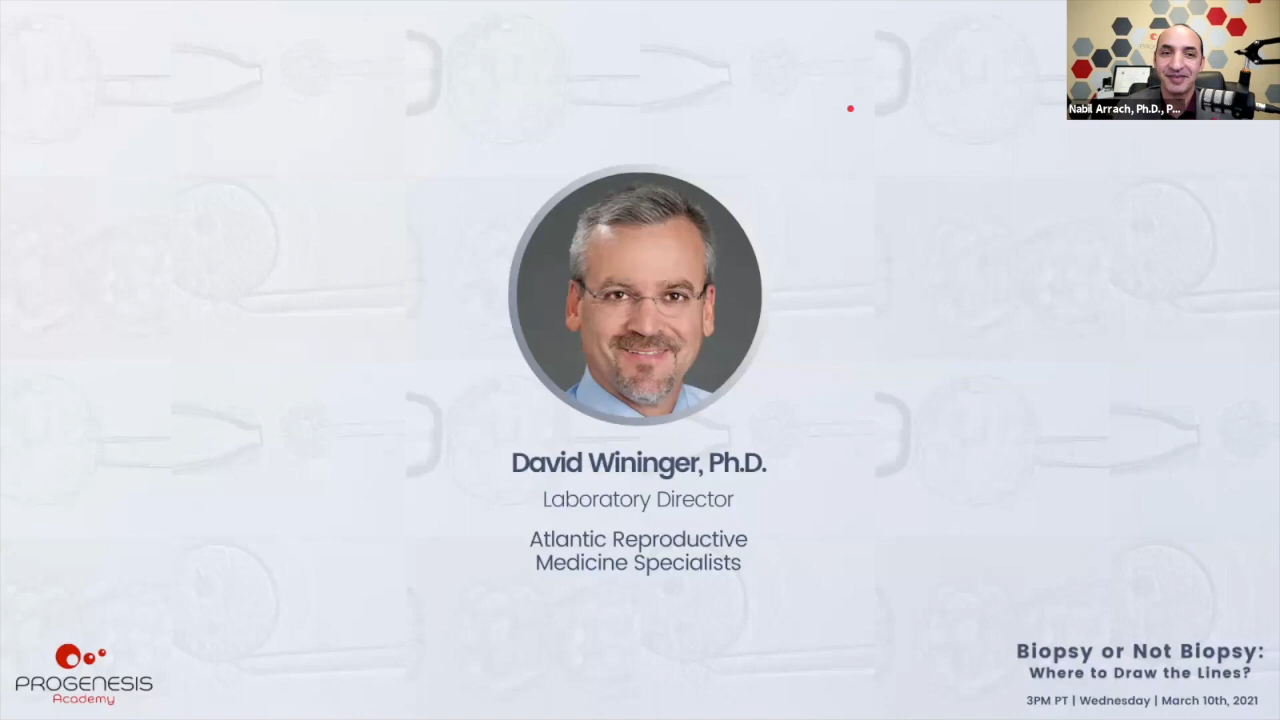 Nabil Arrach, Ph.D., P...
David Wininger, Ph.D.
Laboratory Director
Atlantic Reproductive
Medicine Specialists
PROGENESIS
Academy
Biopsy or Not Biopsy:
Where to Draw the Lines?
3PM PT | Wednesday | March 10th, 2021